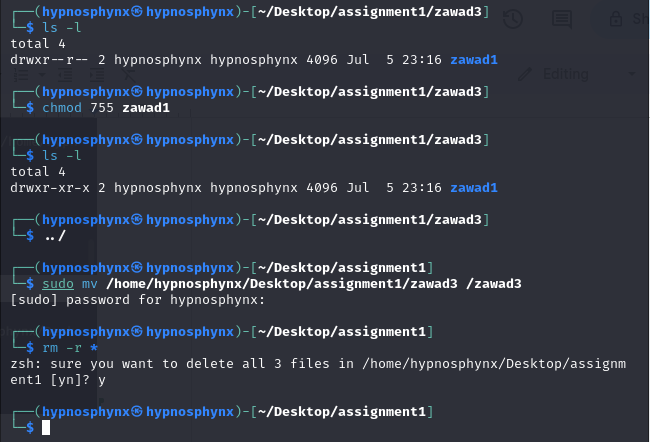 ┌──(hypnosphynx㉿hypnosphynx)-[~/Desktop/assignment1/zawad3]
└─$ ls -l
total 4
drwxr--r-- 2 hypnosphynx hypnosphynx 4096 Jul  5 23:16 zawad1
┌──(hypnosphynx㉿hypnosphynx)-[~/Desktop/assignment1/zawad3]
└─$ chmod 755 zawad1
┌──(hypnosphynx㉿hypnosphynx)-[~/Desktop/assignment1/zawad3]
└─$ ls -l
total 4
drwxr-xr-x 2 hypnosphynx hypnosphynx 4096 Jul  5 23:16 zawad1
┌──(hypnosphynx㉿hypnosphynx)-[~/Desktop/assignment1/zawad3]
└─$ ../
┌──(hypnosphynx㉿hypnosphynx)-[~/Desktop/assignment1]
└─$ sudo mv /home/hypnosphynx/Desktop/assignment1/zawad3 /zawad3
[sudo] password for hypnosphynx:
┌──(hypnosphynx㉿hypnosphynx)-[~/Desktop/assignment1]
└─$ rm -r *
zsh: sure you want to delete all 3 files in /home/hypnosphynx/Desktop/assignm
ent1 [yn]? y
┌──(hypnosphynx㉿hypnosphynx)-[~/Desktop/assignment1]
└─$
Sh
Editing